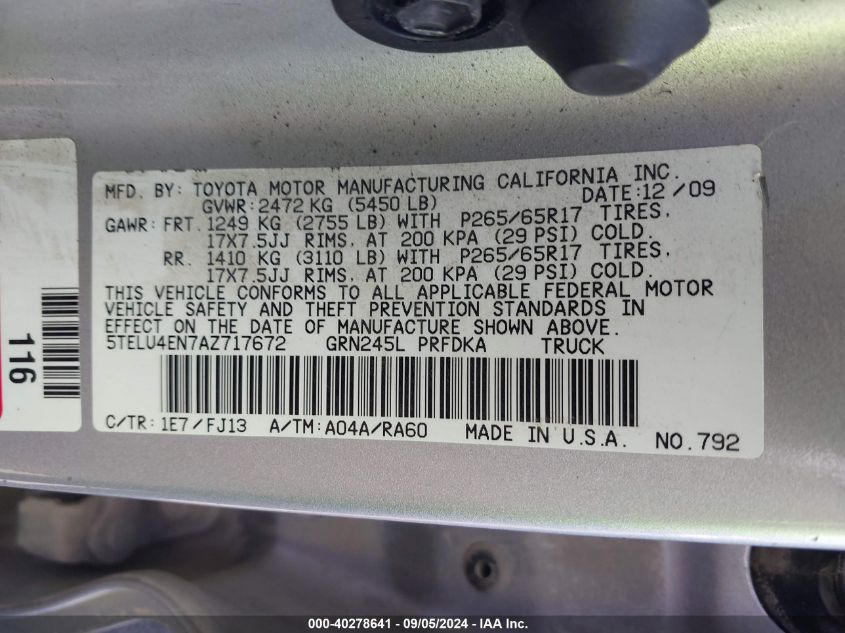 MFD. BY: TOYOTA MOTOR MANUFACTURING CALIFORNIA INC.
GVWR: 2472 KG (5450 LB) DATE: 12/09
GAWR: FRT. 1249 KG (2755 LB) WITH P265/65R17 TIRES,
17X7.5JJ RIMS, AT 200 KPA (29 PSI) COLD.
RR. 1410 KG (3110 LB) WITH P265/65R17 TIRES,
17X7.5JJ RIMS, AT 200 KPA (29 PSI) COLD.
THIS VEHICLE CONFORMS TO ALL APPLICABLE FEDERAL MOTOR
VEHICLE SAFETY AND THEFT PREVENTION STANDARDS IN
EFFECT ON THE DATE OF MANUFACTURE SHOWN ABOVE.
5TELU4EN7AZ717672 GRN245L PRFDKA TRUCK
C/TR: 1E7/FJ13 A/TM: A04A/RA60 MADE IN U.S.A. NO.792
116
000-40278641 - 09/05/2024 - IAA Inc.